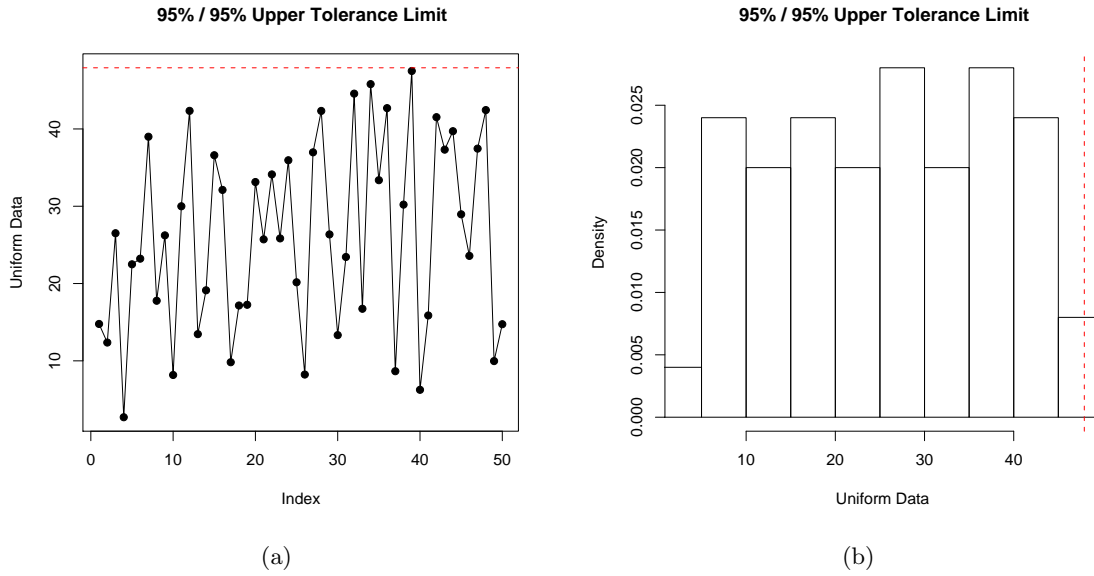 95% / 95% Upper Tolerance Limit
Uniform Data
40
30
20
10
0 10 20 30 40 50
Index
(a)
95% / 95% Upper Tolerance Limit
Density
0.025
0.020
0.015
0.010
0.005
0.000
10 20 30 40
Uniform Data
(b)